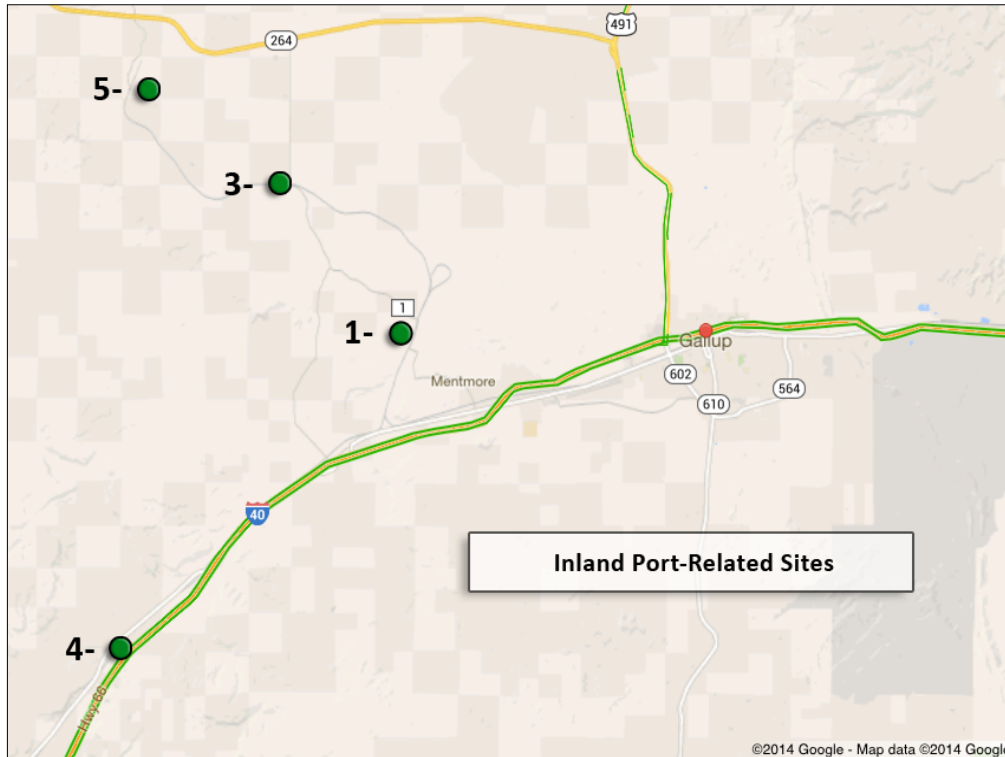 491
264
5-
3-
1
1-
Gallup
Mentmore
602
564
610
40
Inland Port-Related Sites
4-
Hwy 66
©2014 Google - Map data ©2014 Google